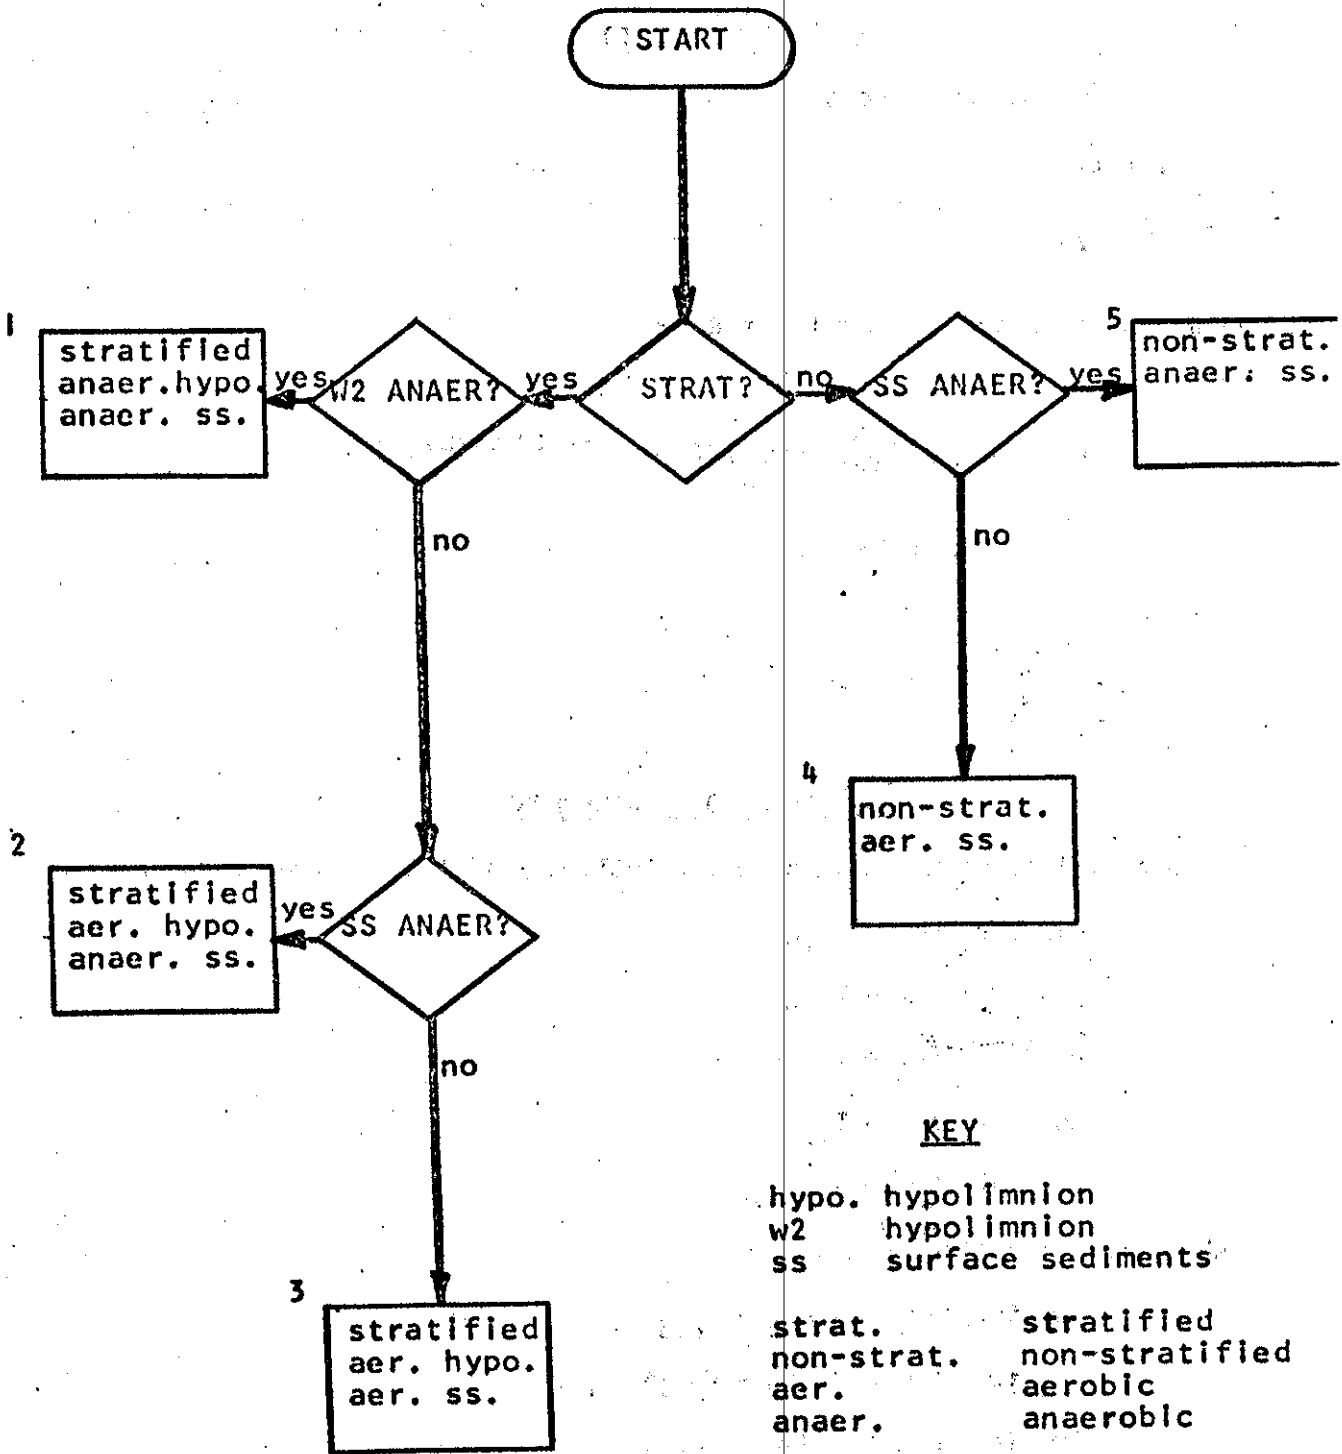 START
1
stratified
anaer.hypo.
anaer. ss.
yes
W2 ANAER?
yes
STRAT?
no
SS ANAER?
yes
5
non-strat.
anaer. ss.
no
no
4
non-strat.
aer. ss.
2
stratified
aer. hypo.
anaer. ss.
yes
SS ANAER?
no
3
stratified
aer. hypo.
aer. ss.
KEY
hypo. hypolimnion
w2 hypolimnion
ss surface sediments
strat. stratified
non-strat. non-stratified
aer. aerobic
anaer. anaerobic